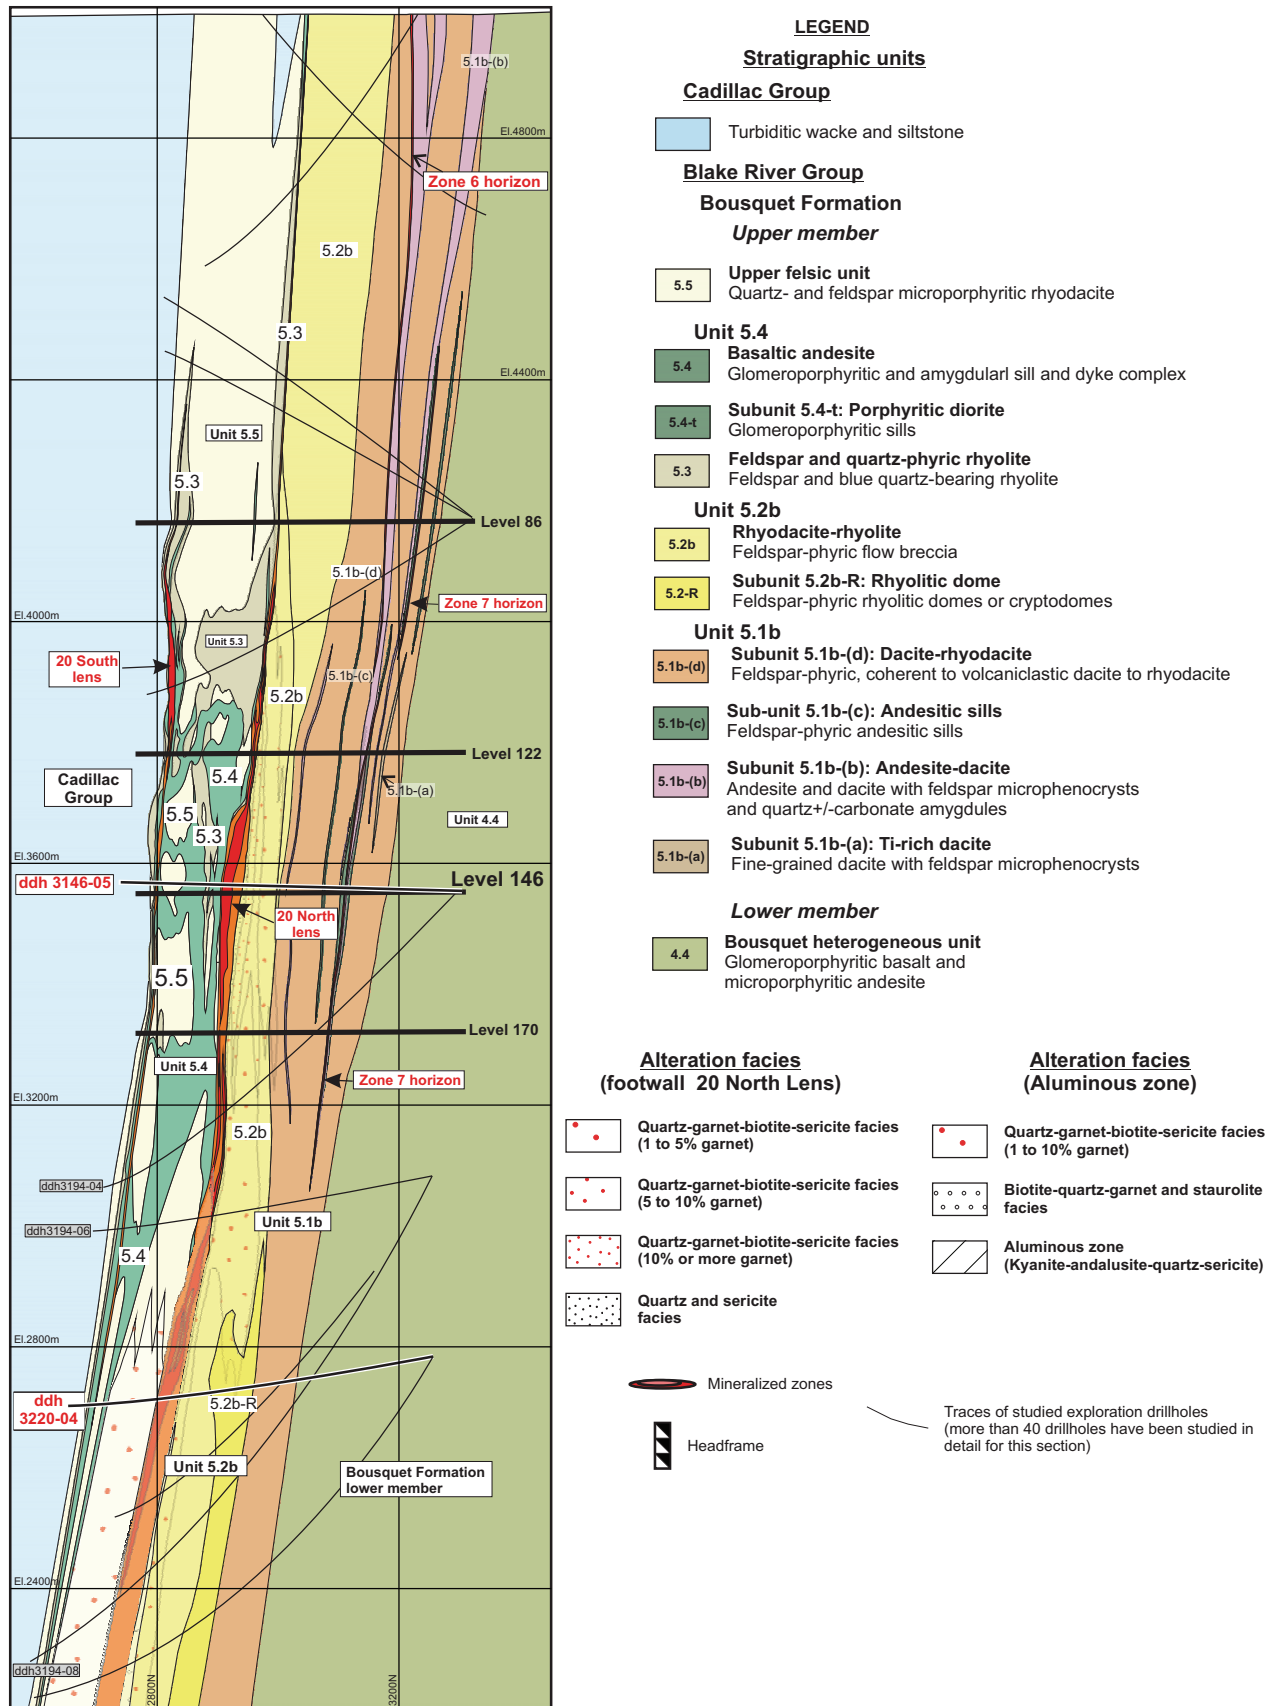 5.1b-(b)
El.4800m
Zone 6 horizon
5.2b
5.3
El.4400m
Unit 5.5
5.3
Level 86
5.1b-(d)
Zone 7 horizon
El.4000m
Unit 5.3
20 South
lens
5.1b-(c)
5.2b
Level 122
Cadillac
Group
5.4
5.1b-(a)
5.5
5.3
Unit 4.4
El.3600m
ddh 3146-05
Level 146
20 North
lens
5.5
Level 170
Unit 5.4
Zone 7 horizon
El.3200m
5.2b
ddh3194-04
Unit 5.1b
ddh3194-06
5.4
El.2800m
ddh
3220-04
5.2b-R
Unit 5.2b
Bousquet Formation
lower member
El.2400m
ddh3194-08
2800N
3200N
LEGEND
Stratigraphic units
Cadillac Group
Turbiditic wacke and siltstone
Blake River Group
Bousquet Formation
Upper member
5.5
Upper felsic unit
Quartz- and feldspar microporphyritic rhyodacite
Unit 5.4
5.4
Basaltic andesite
Glomeroporphyritic and amygdularl sill and dyke complex
5.4-t
Subunit 5.4-t: Porphyritic diorite
Glomeroporphyritic sills
5.3
Feldspar and quartz-phyric rhyolite
Feldspar and blue quartz-bearing rhyolite
Unit 5.2b
5.2b
Rhyodacite-rhyolite
Feldspar-phyric flow breccia
5.2-R
Subunit 5.2b-R: Rhyolitic dome
Feldspar-phyric rhyolitic domes or cryptodomes
Unit 5.1b
5.1b-(d)
Subunit 5.1b-(d): Dacite-rhyodacite
Feldspar-phyric, coherent to volcaniclastic dacite to rhyodacite
5.1b-(c)
Sub-unit 5.1b-(c): Andesitic sills
Feldspar-phyric andesitic sills
5.1b-(b)
Subunit 5.1b-(b): Andesite-dacite
Andesite and dacite with feldspar microphenocrysts
and quartz+/-carbonate amygdules
5.1b-(a)
Subunit 5.1b-(a): Ti-rich dacite
Fine-grained dacite with feldspar microphenocrysts
Lower member
4.4
Bousquet heterogeneous unit
Glomeroporphyritic basalt and
microporphyritic andesite
Alteration facies
(footwall 20 North Lens)
Quartz-garnet-biotite-sericite facies
(1 to 5% garnet)
Quartz-garnet-biotite-sericite facies
(5 to 10% garnet)
Quartz-garnet-biotite-sericite facies
(10% or more garnet)
Quartz and sericite
facies
Alteration facies
(Aluminous zone)
Quartz-garnet-biotite-sericite facies
(1 to 10% garnet)
Biotite-quartz-garnet and staurolite
facies
Aluminous zone
(Kyanite-andalusite-quartz-sericite)
Mineralized zones
Headframe
Traces of studied exploration drillholes
(more than 40 drillholes have been studied in
detail for this section)